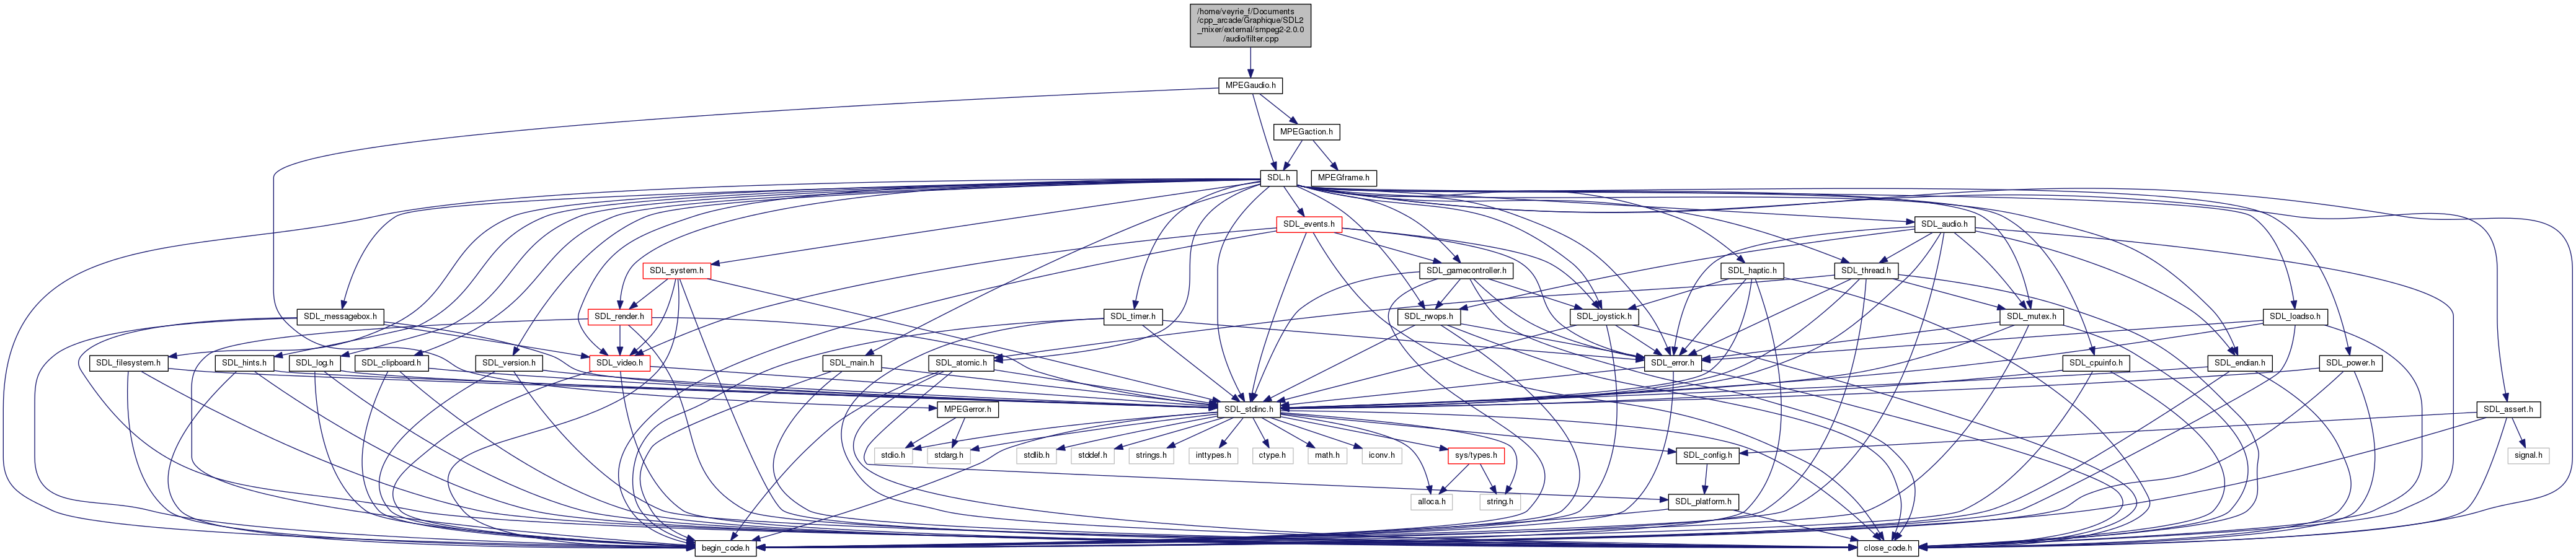 /home/veyrie_f/Documents
/cpp_arcade/Graphique/SDL2
_mixer/external/smpeg2-2.0.0
/audio/filter.cpp
MPEGaudio.h
MPEGaction.h
SDL.h
MPEGframe.h
SDL_events.h
SDL_audio.h
SDL_system.h
SDL_gamecontroller.h
SDL_haptic.h
SDL_thread.h
SDL_messagebox.h
SDL_render.h
SDL_timer.h
SDL_rwops.h
SDL_joystick.h
SDL_mutex.h
SDL_loadso.h
SDL_filesystem.h
SDL_hints.h
SDL_log.h
SDL_clipboard.h
SDL_version.h
SDL_video.h
SDL_main.h
SDL_atomic.h
SDL_error.h
SDL_cpuinfo.h
SDL_endian.h
SDL_power.h
MPEGerror.h
SDL_stdinc.h
SDL_assert.h
stdio.h
stdarg.h
stdlib.h
stddef.h
strings.h
inttypes.h
ctype.h
math.h
iconv.h
sys/types.h
SDL_config.h
signal.h
alloca.h
string.h
SDL_platform.h
begin_code.h
close_code.h